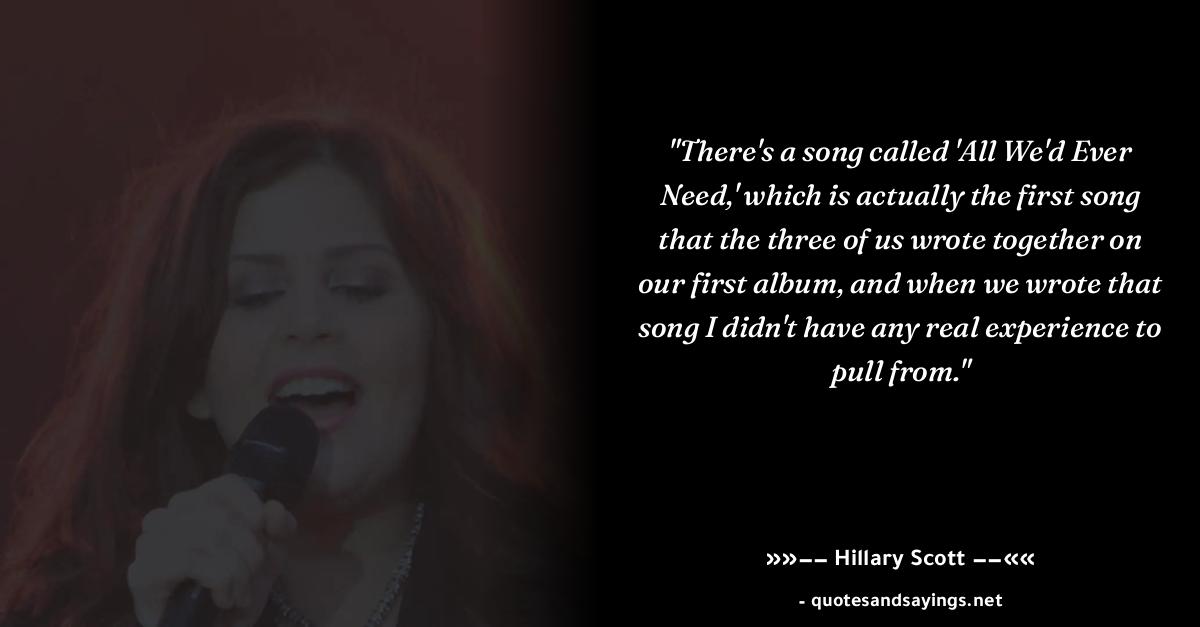 "There's a song called 'All We'd Ever
Need,' which is actually the first song
that the three of us wrote together on
our first album, and when we wrote that
song I didn't have any real experience to
pull from."
»»−− Hillary Scott −−««
- quotesandsayings.net